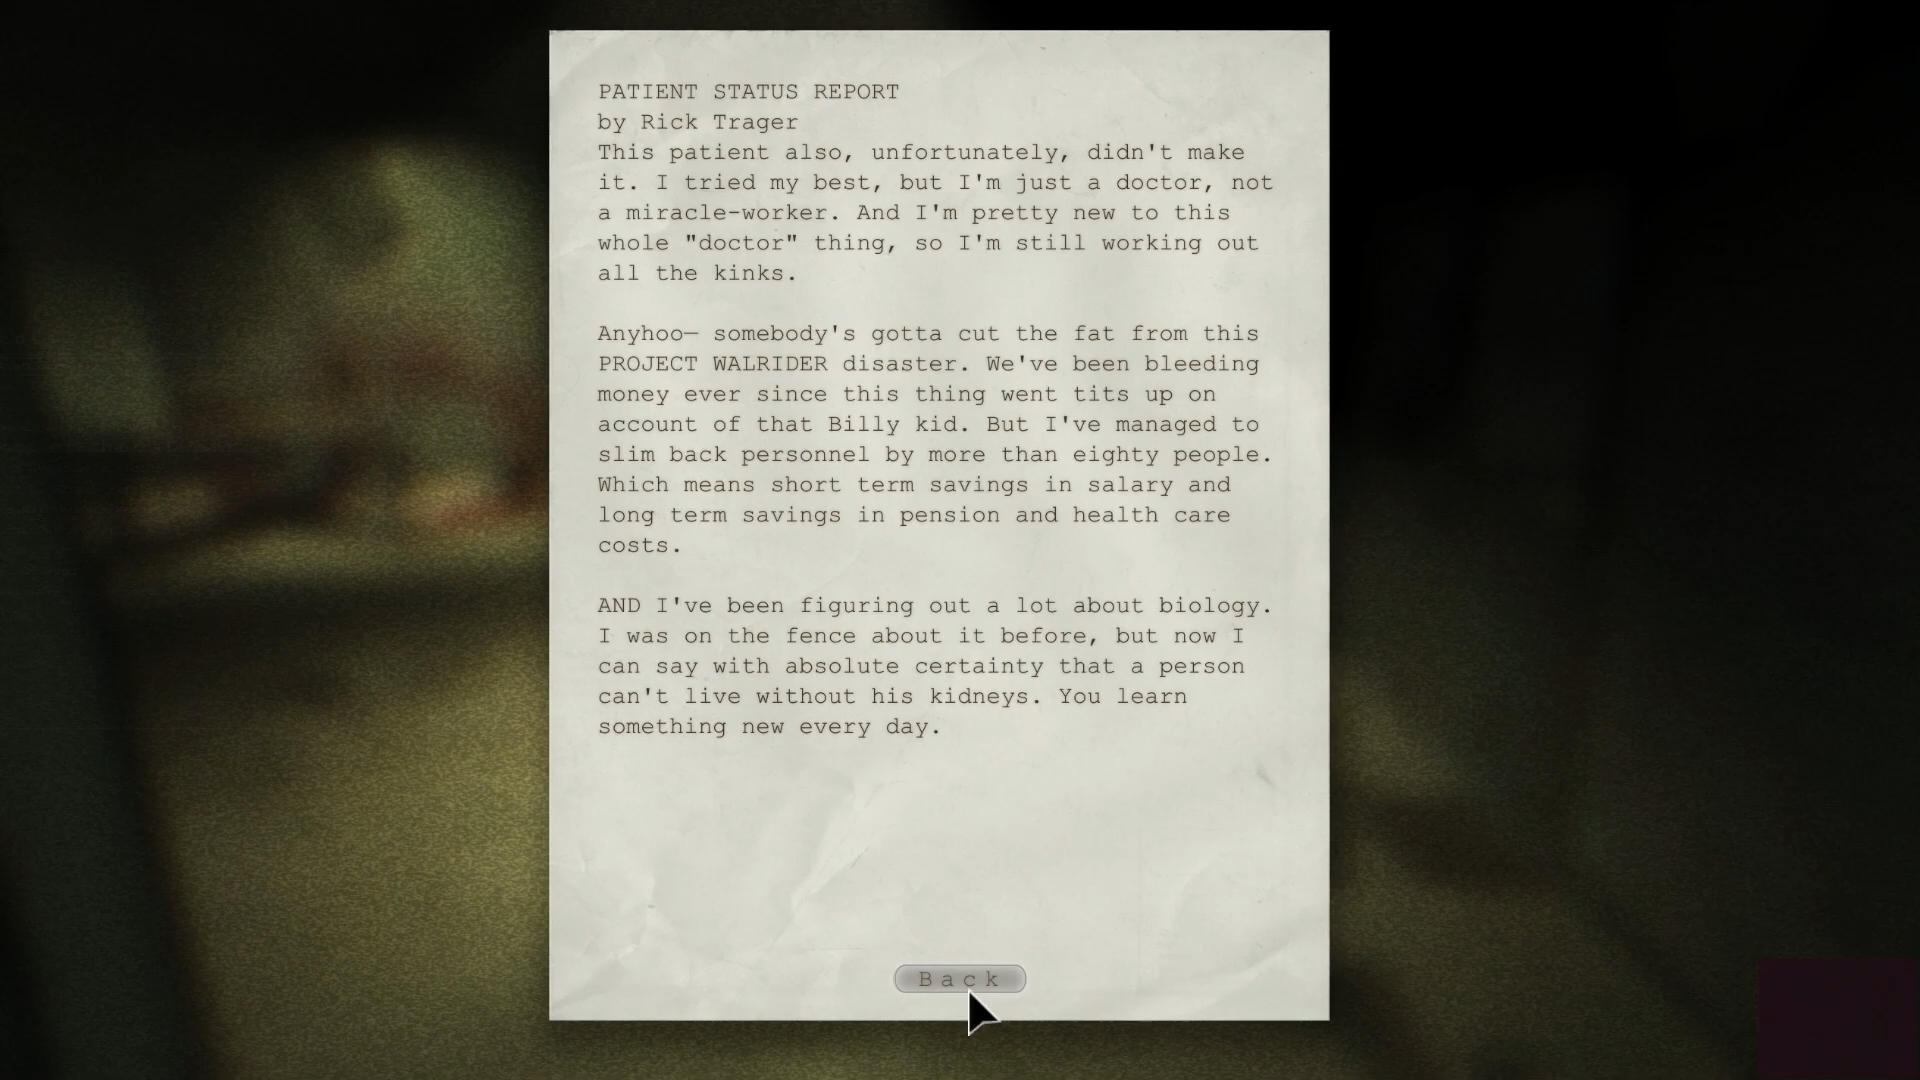 PATIENT STATUS REPORT
by Rick Trager
This patient also, unfortunately, didn't make
it. I tried my best, but I'm just a doctor, not
a miracle-worker. And I'm pretty new to this
whole "doctor" thing, so I'm still working out
all the kinks.
Anyhoo— somebody's gotta cut the fat from this
PROJECT WALRIDER disaster. We've been bleeding
money ever since this thing went tits up on
account of that Billy kid. But I've managed to
slim back personnel by more than eighty people.
Which means short term savings in salary and
long term savings in pension and health care
costs.
AND I've been figuring out a lot about biology.
I was on the fence about it before, but now I
can say with absolute certainty that a person
can't live without his kidneys. You learn
something new every day.
Back